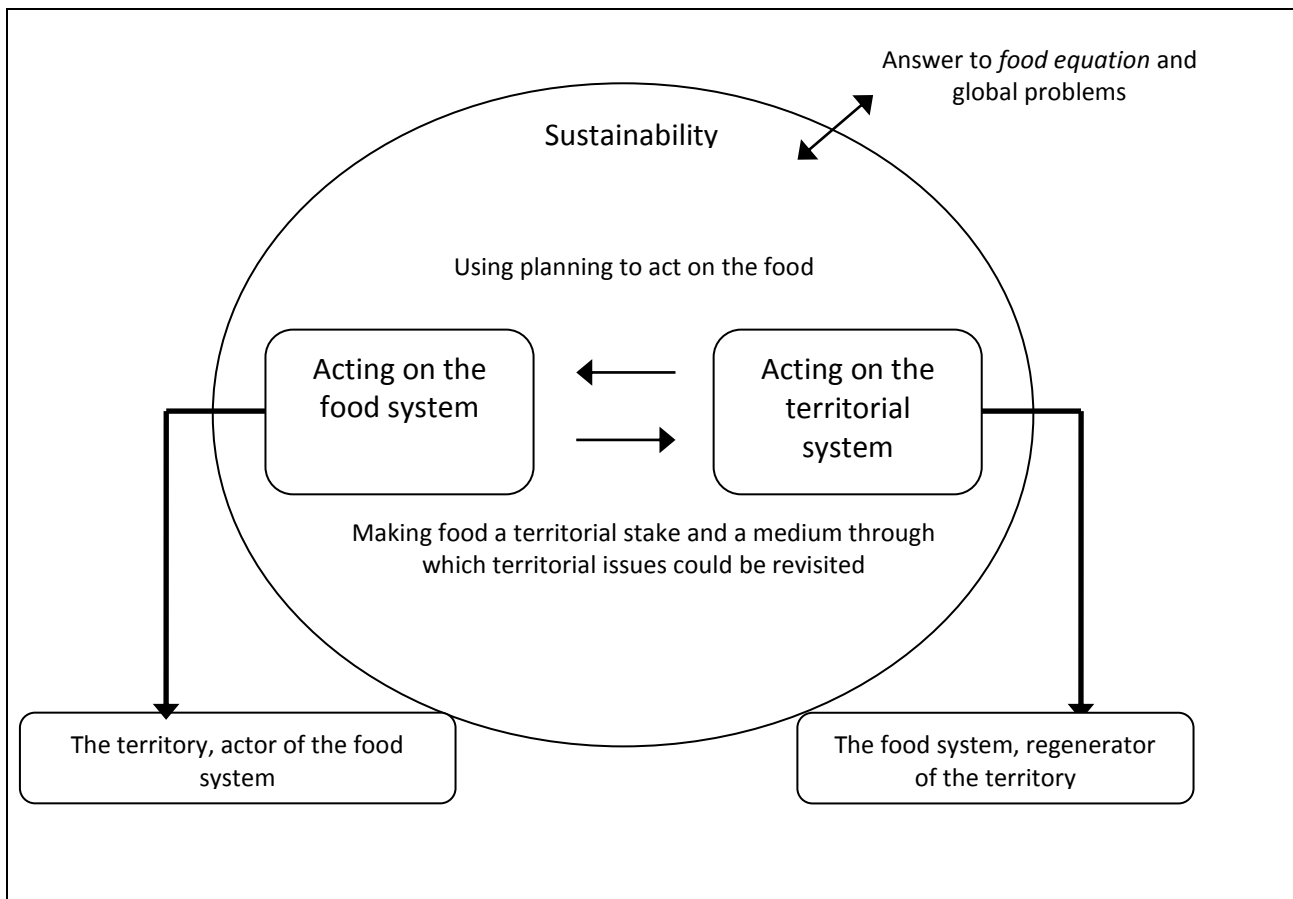 Answer to food equation and
global problems
Sustainability
Using planning to act on the food
Acting on the
food system
Acting on the
territorial
system
Making food a territorial stake and a medium through
which territorial issues could be revisited
The territory, actor of the food
system
The food system, regenerator
of the territory